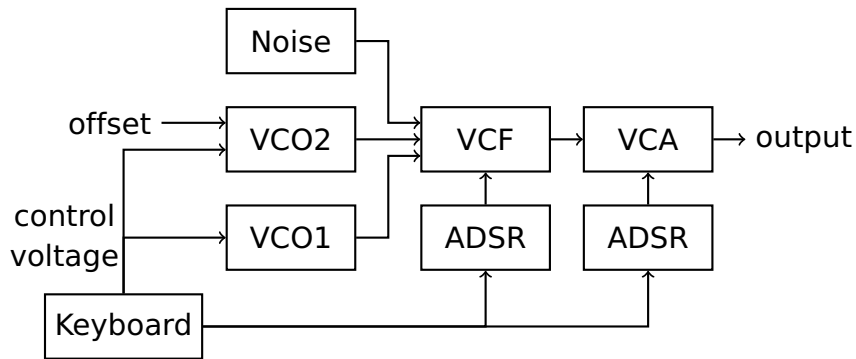 Noise
offset
VCO2
VCF
VCA
output
control
voltage
VCO1
ADSR
ADSR
Keyboard